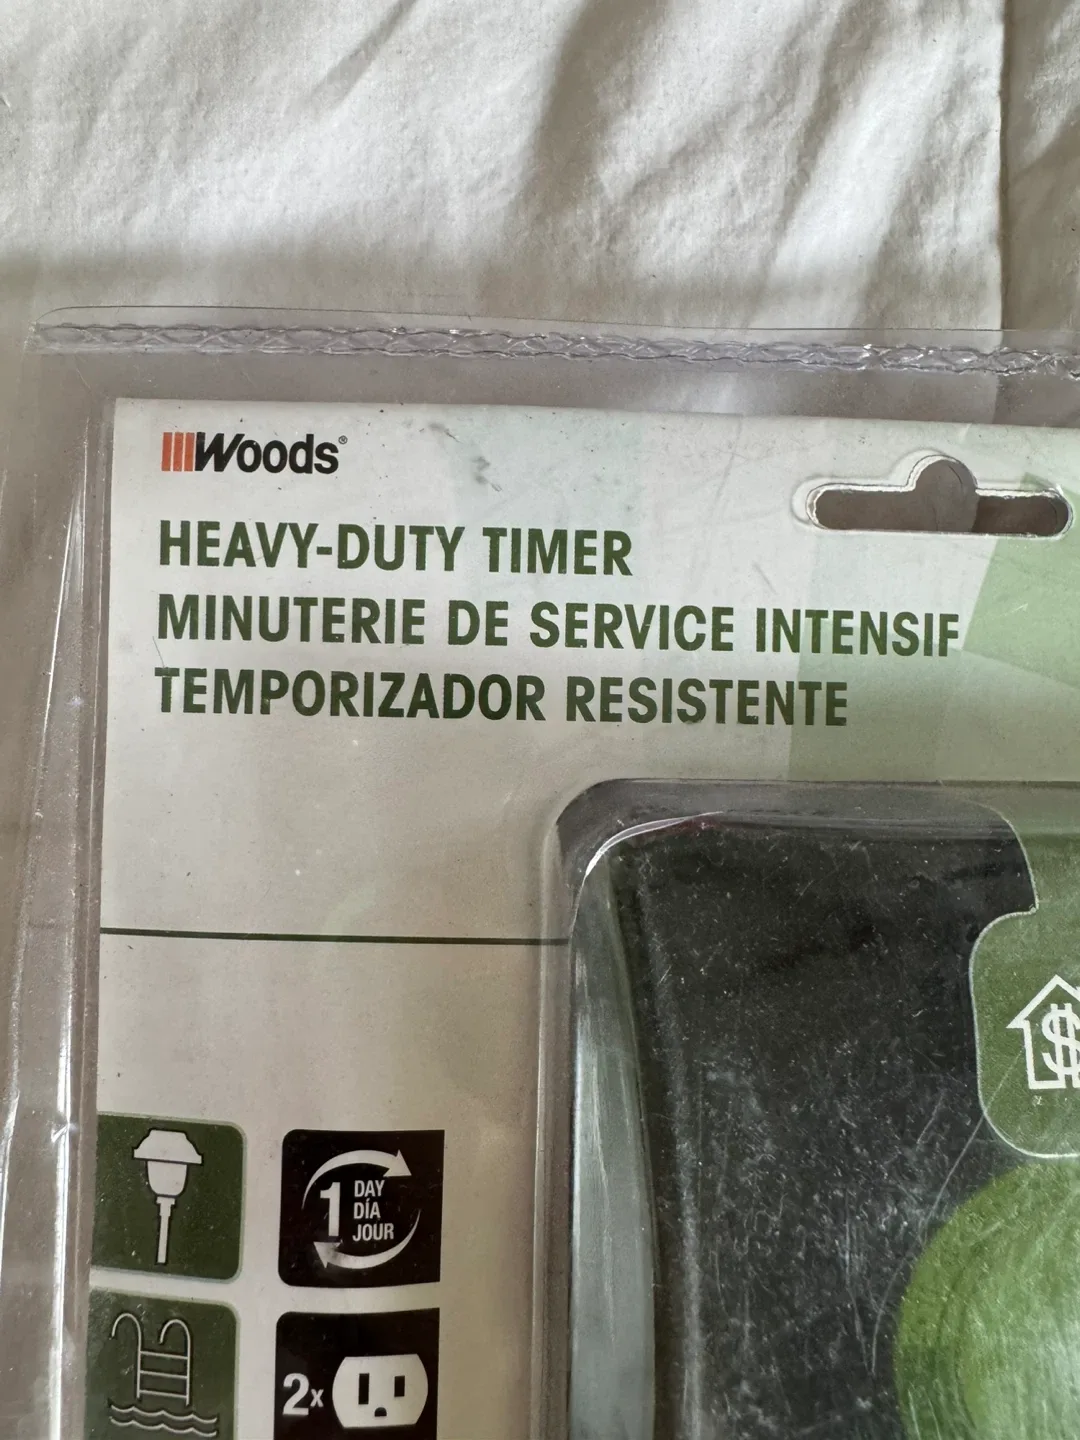 Woods®
HEAVY-DUTY TIMER
MINUTERIE DE SERVICE INTENSIF
TEMPORIZADOR RESISTENTE
$
1 DAY
DÍA
JOUR
2x